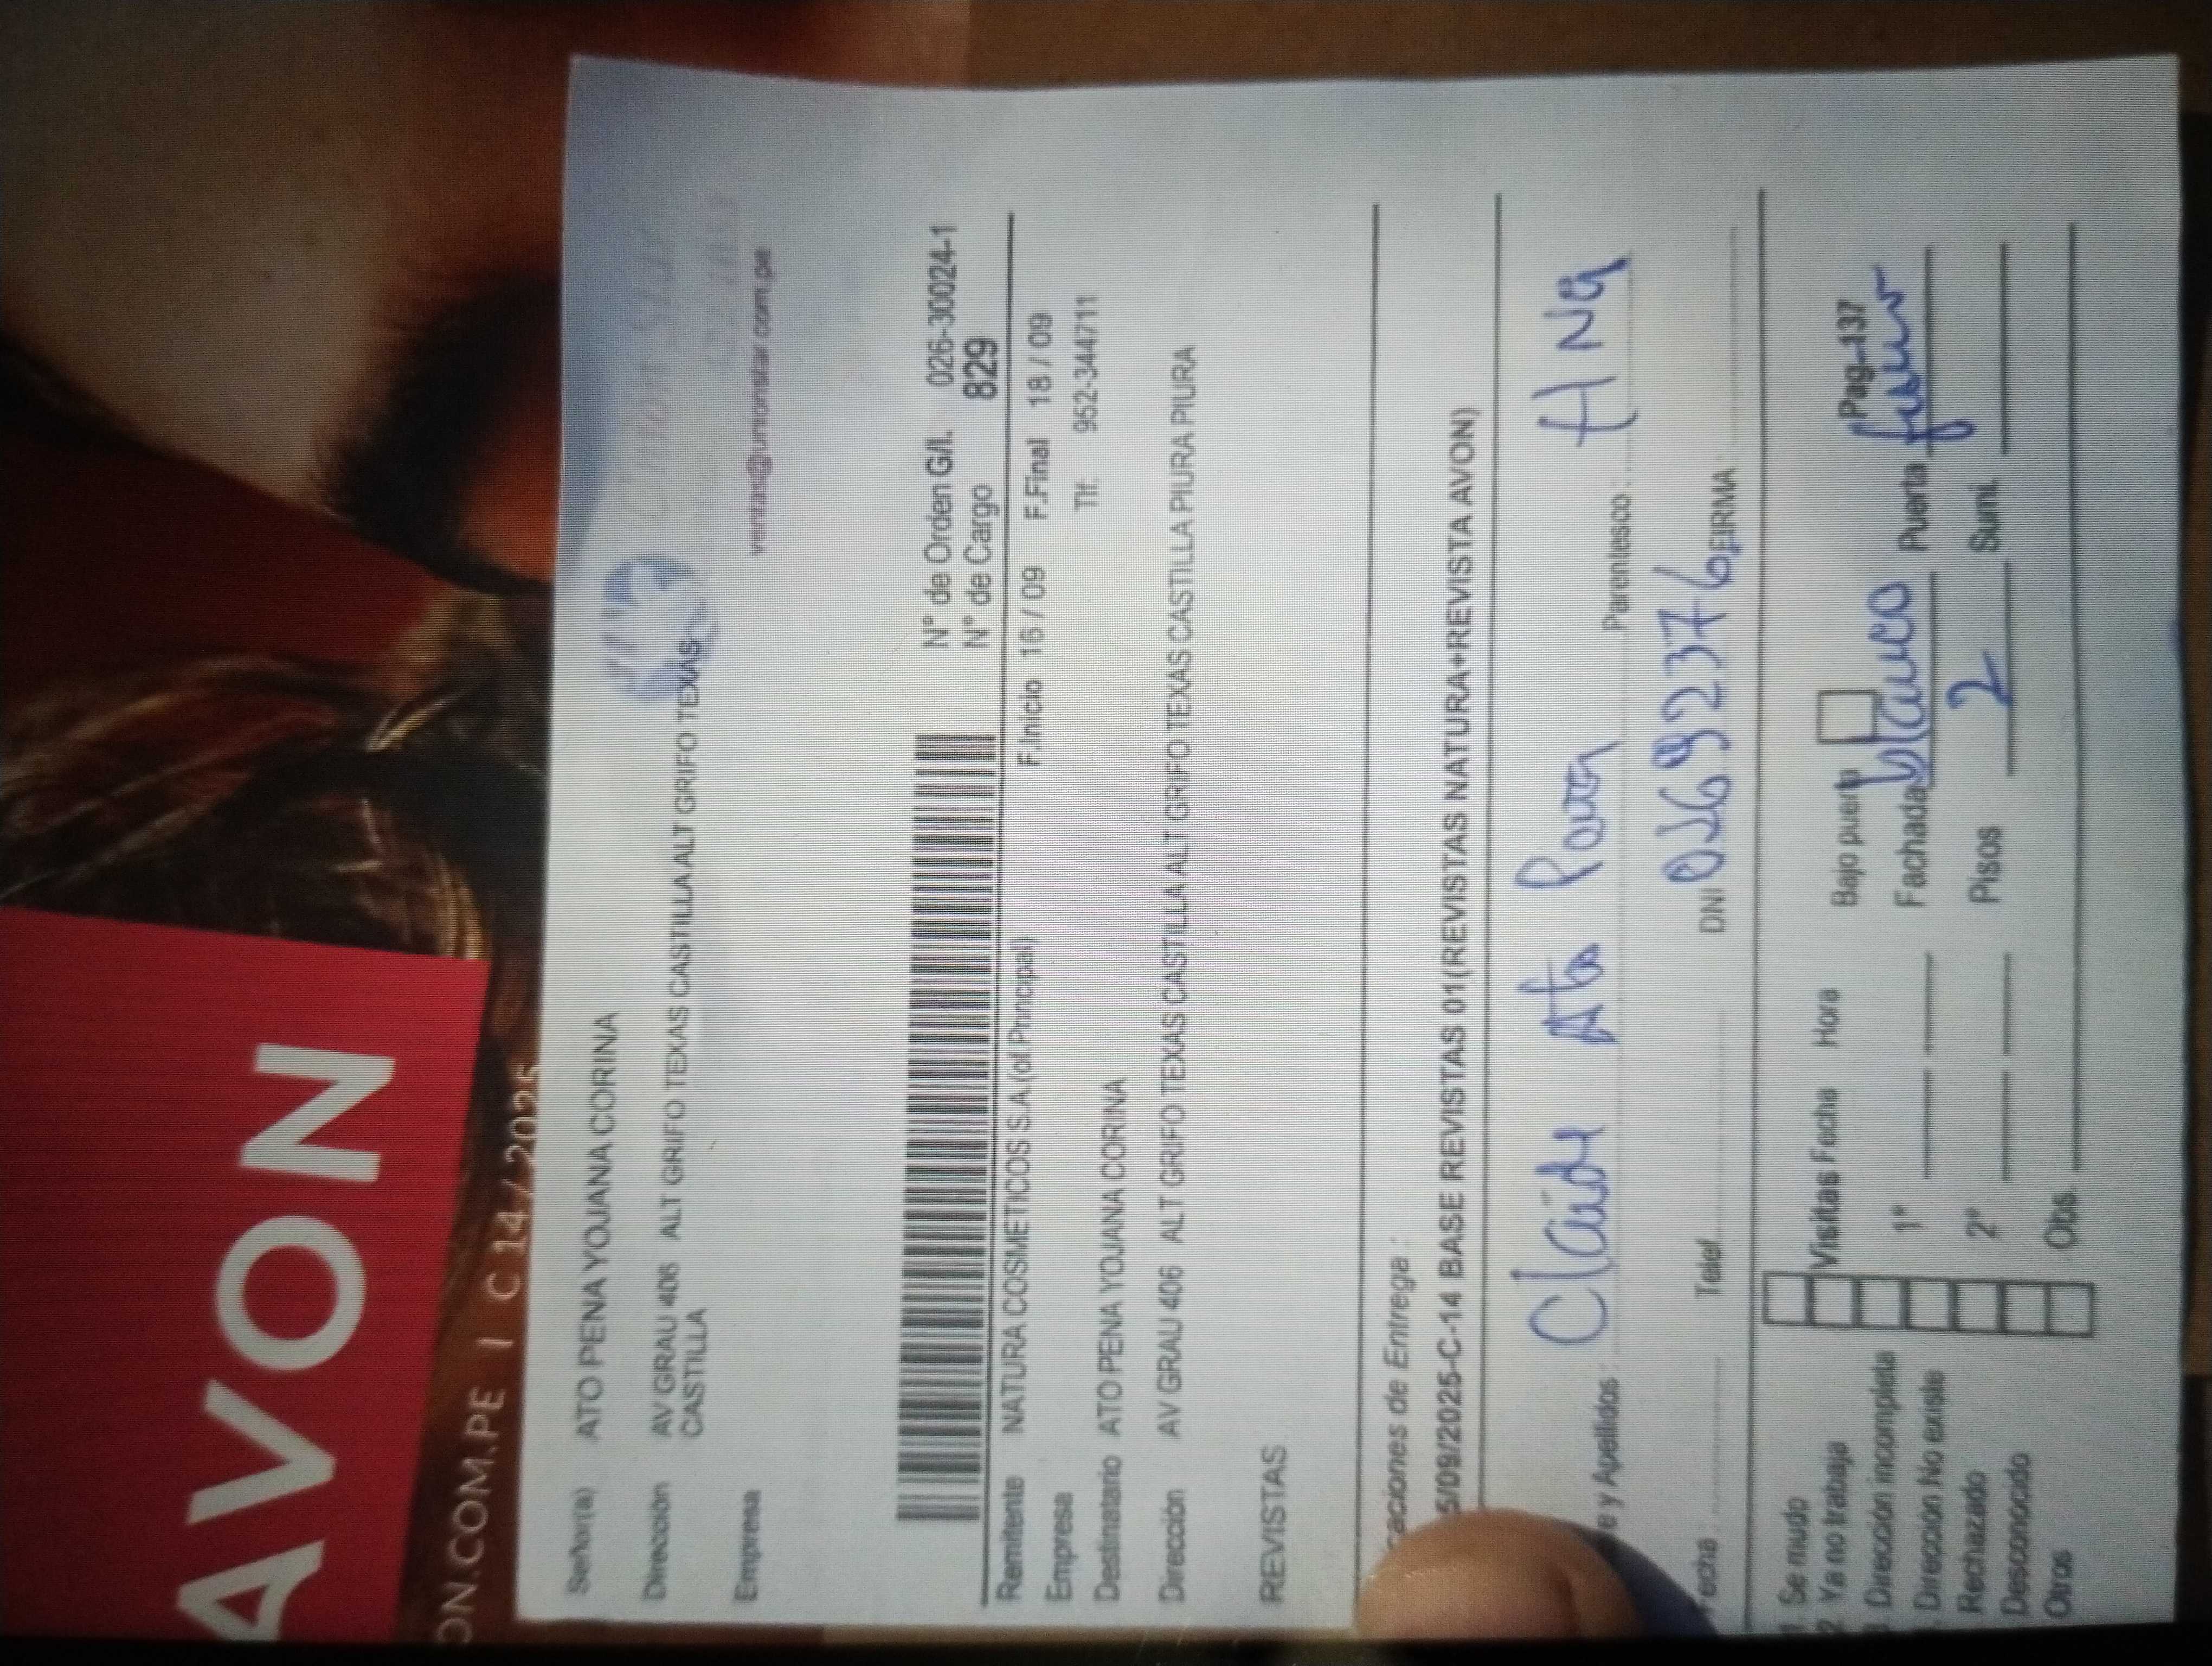 AVON
ON.COM.PE | C 14 / 2025
Señor(a) ATO PENA YOJANA CORINA
Dirección AV GRAU 406 ALT GRIFO TEXAS CASTILLA ALT GRIFO TEXAS
CASTILLA
ventas@unionstar.com.pe
Empresa
N° de Orden G/I. 026-30024-1
N° de Cargo 829
Remitente NATURA COSMETICOS S.A.(of.Principal) F.Inicio 16 / 09 F.Final 18 / 09
Empresa Tlf. 952-344711
Destinatario ATO PENA YOJANA CORINA
Dirección AV GRAU 406 ALT GRIFO TEXAS CASTILLA ALT GRIFO TEXAS CASTILLA PIURA PIURA
REVISTAS
caciones de Entrega :
5/09/2025-C-14 BASE REVISTAS 01(REVISTAS NATURA+REVISTA AVON)
e y Apellidos : Ato Parentesco :
Fecha : Telef. DNI 02692376 FIRMA
1. Se mudo
2. Ya no trabaja Visitas Fecha Hora Bajo puerta Pag-137
Dirección incompleta 1° Fachada blanco Puerta
. Dirección No existe
Rechazado 2° Pisos 2 Sumi.
Desconocido
Otros Obs